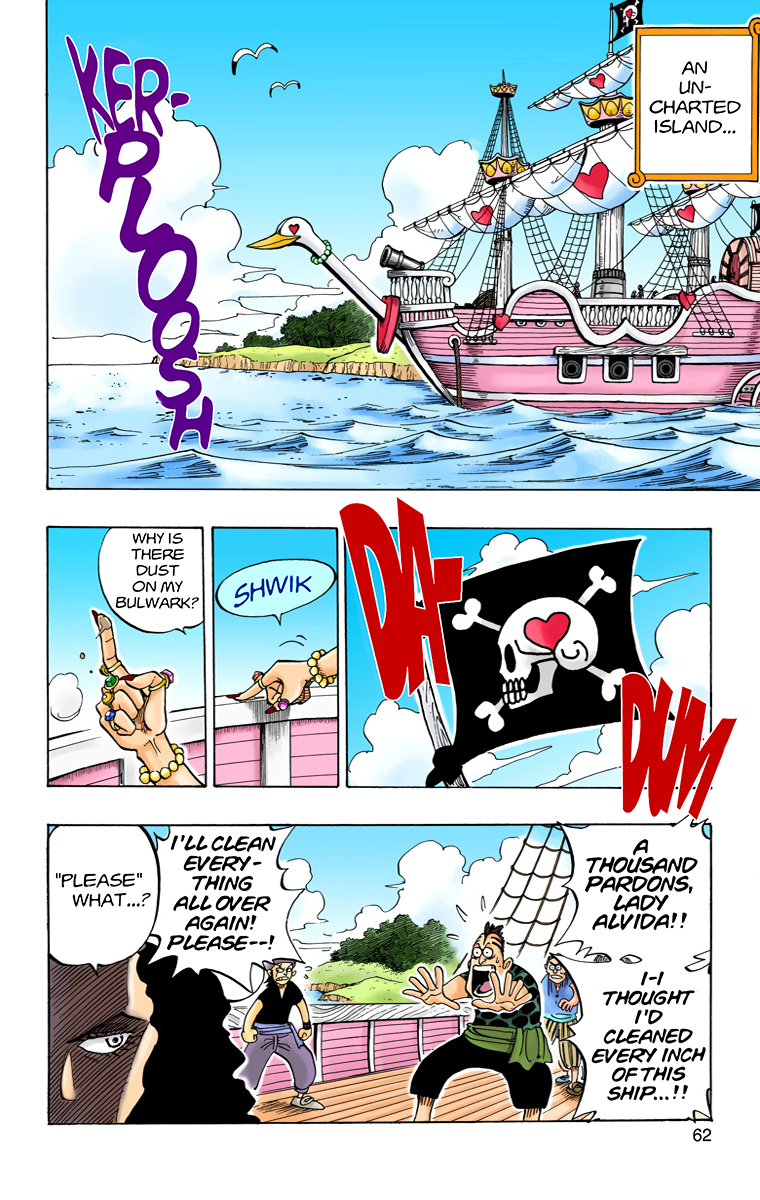 AN
UN-
CHARTED
ISLAND...
KER-
PLOOSH
DA-
DUM
SHWIK
WHY IS
THERE
DUST
ON MY
BULWARK?
A
THOUSAND
PARDONS,
LADY
ALVIDA!!
I-I
THOUGHT
I'D
CLEANED
EVERY INCH
OF THIS
SHIP...!!
I'LL CLEAN
EVERY-
THING
ALL OVER
AGAIN!
PLEASE--!
"PLEASE"
WHAT...?
62